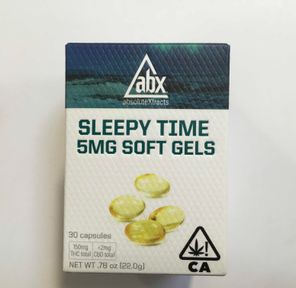 abx
absoluteXtracts
SLEEPY TIME
5MG SOFT GELS
30 capsules
150mg <2mg
THC total CBD total
NET WT .78 oz (22.0g)
!
CA